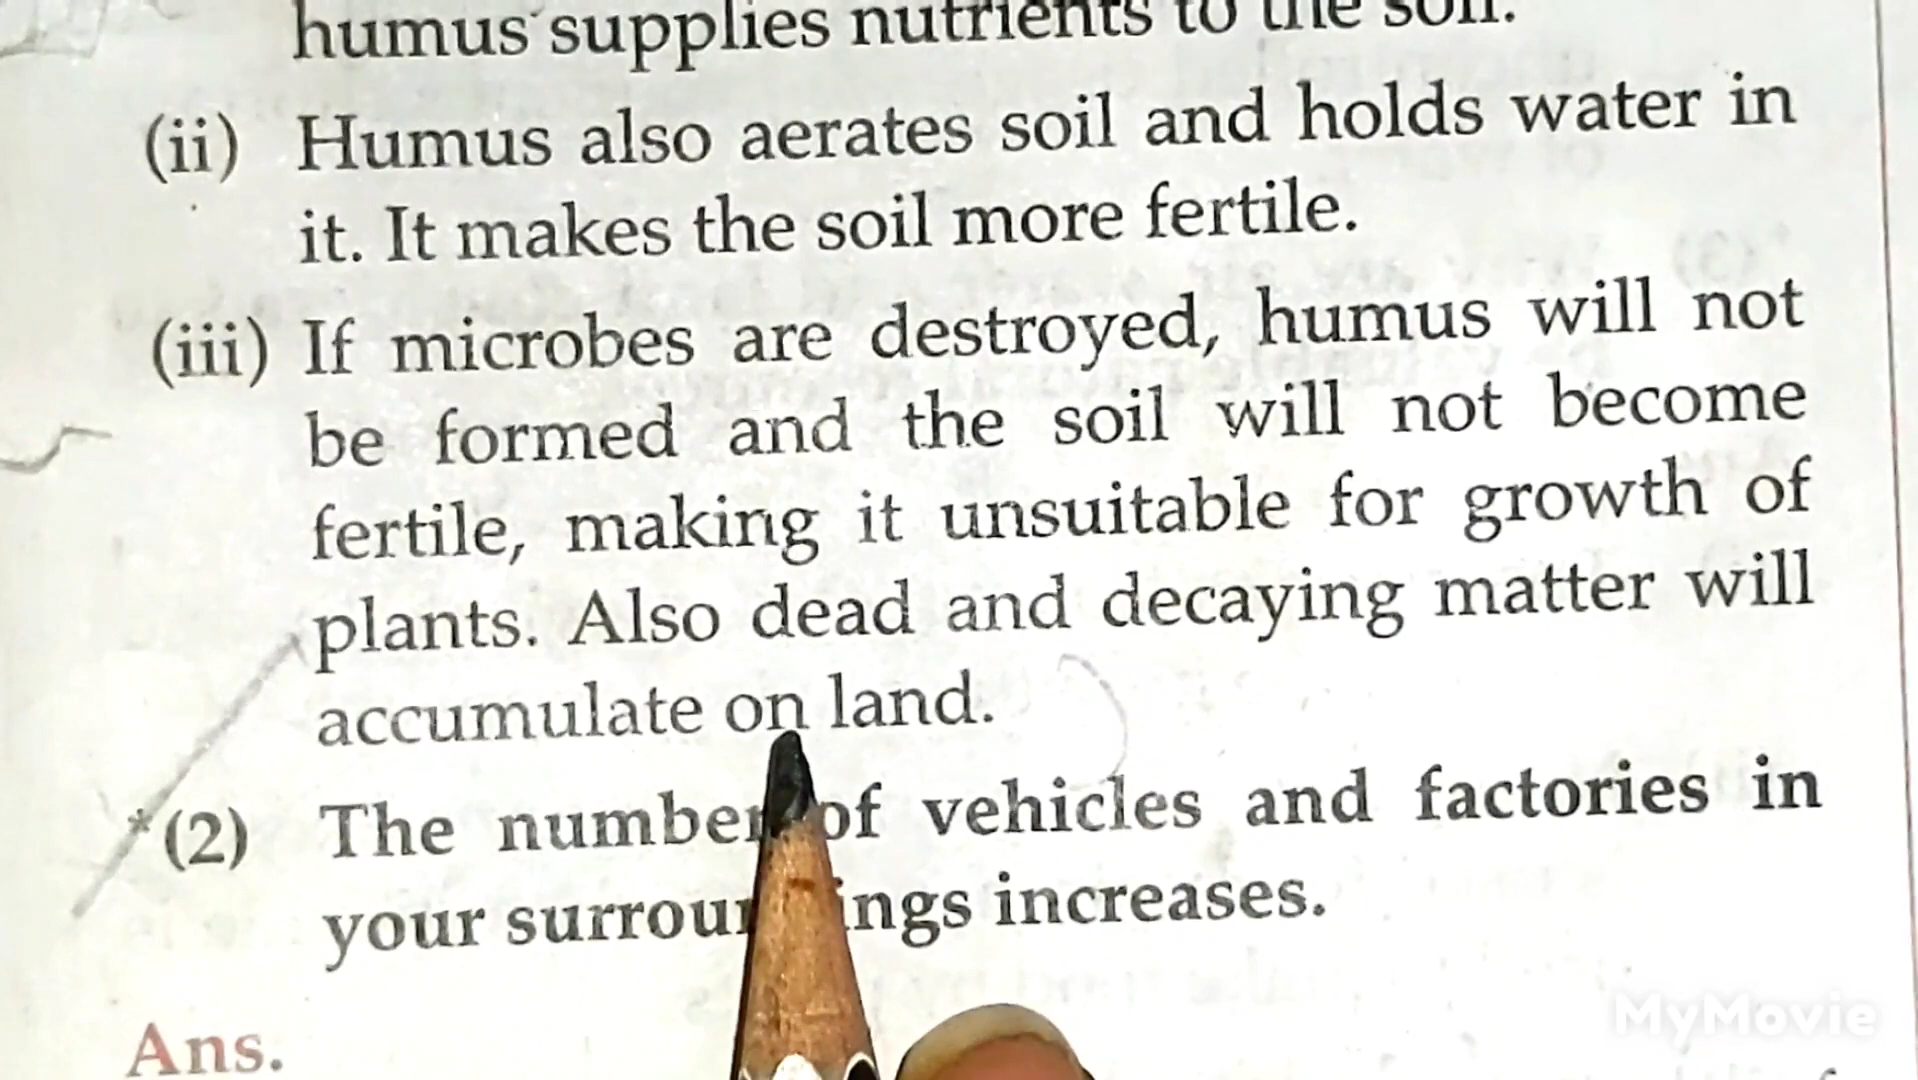 humus supplies nutrients to the soil.
(ii) Humus also aerates soil and holds water in
it. It makes the soil more fertile.
(iii) If microbes are destroyed, humus will not
be formed and the soil will not become
fertile, making it unsuitable for growth of
plants. Also dead and decaying matter will
accumulate on land.
*(2) The number of vehicles and factories in
your surroundings increases.
Ans.
MyMovie